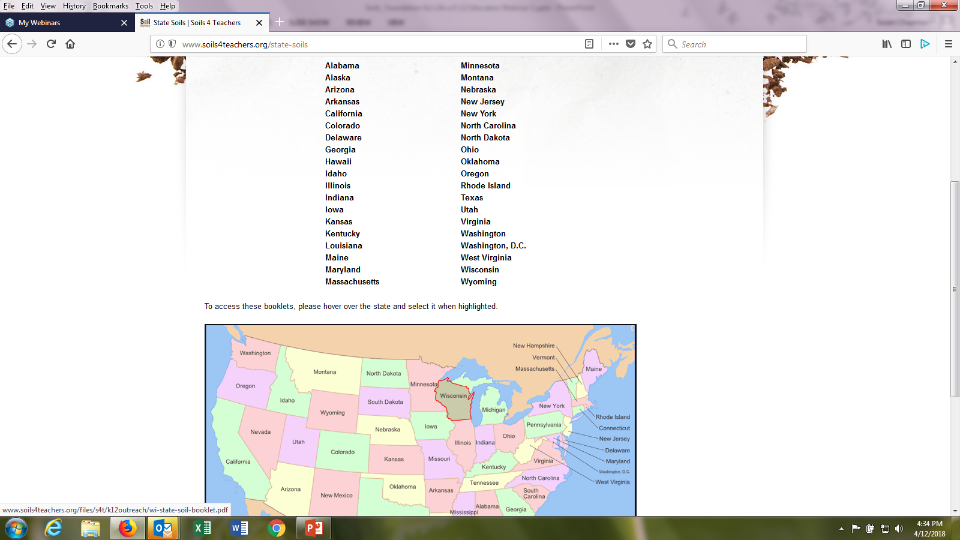 File Edit View History Bookmarks Tools Help
My Webinars
Soil State Soils | Soils 4 Teachers
www.soils4teachers.org/state-soils
Search
Alabama Minnesota
Alaska Montana
Arizona Nebraska
Arkansas New Jersey
California New York
Colorado North Carolina
Delaware North Dakota
Georgia Ohio
Hawaii Oklahoma
Idaho Oregon
Illinois Rhode Island
Indiana Texas
Iowa Utah
Kansas Virginia
Kentucky Washington
Louisiana Washington, D.C.
Maine West Virginia
Maryland Wisconsin
Massachusetts Wyoming
To access these booklets, please hover over the state and select it when highlighted.
New Hampshire
Vermont
Massachusetts
Maine
Washington
Montana
North Dakota
Minnesota
Oregon
Idaho
Wyoming
South Dakota
Wisconsin
Michigan
New York
Rhode Island
Connecticut
New Jersey
Delaware
Maryland
Washington, D.C.
West Virginia
Nevada
Utah
Colorado
Nebraska
Iowa
Illinois
Indiana
Ohio
Pennsylvania
California
Kansas
Missouri
Kentucky
Virginia
Arizona
New Mexico
Oklahoma
Arkansas
Tennessee
North Carolina
South
Carolina
Mississippi
Alabama
Georgia
www.soils4teachers.org/files/s4t/k12outreach/wi-state-soil-booklet.pdf
4:34 PM
4/12/2018